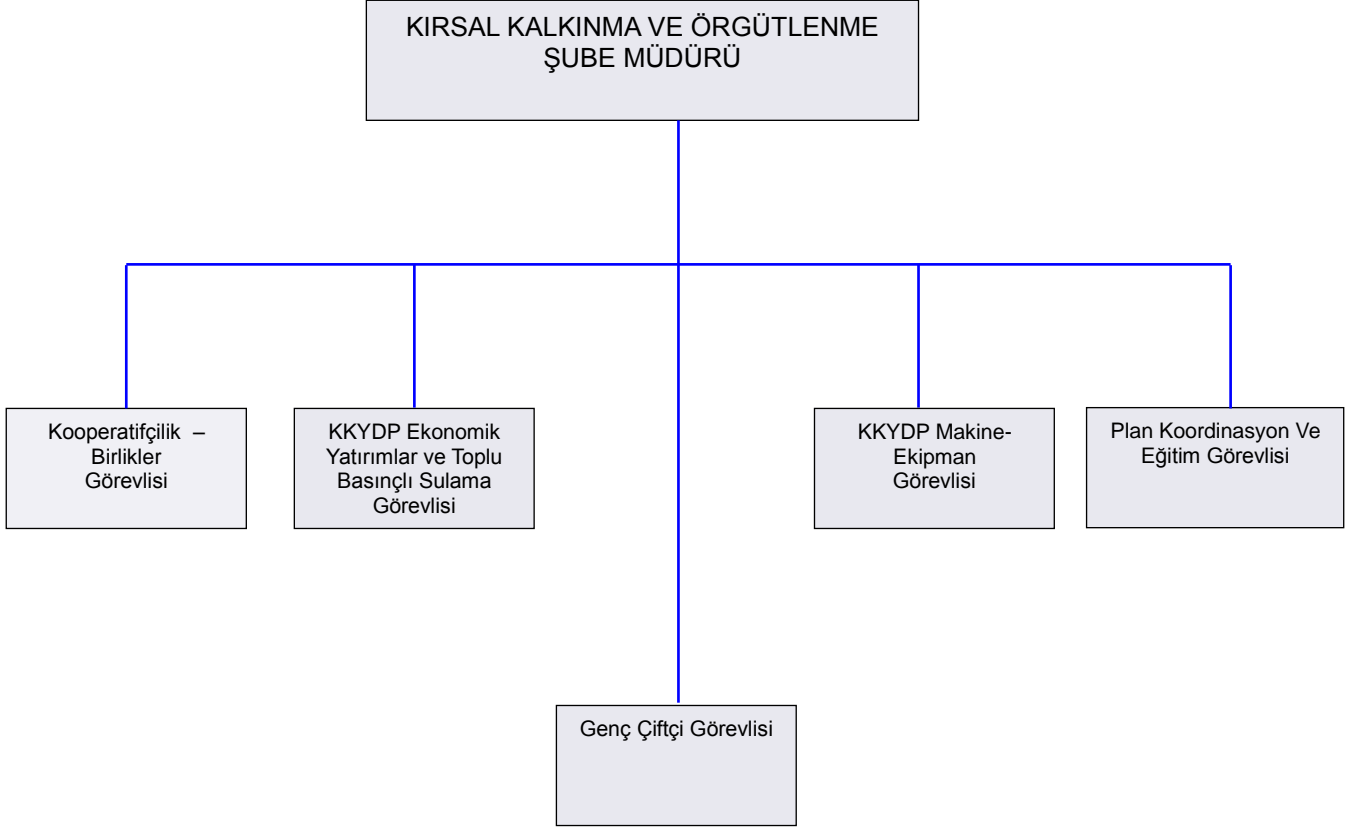 KIRSAL KALKINMA VE ÖRGÜTLENME
ŞUBE MÜDÜRÜ
Kooperatifçilik –
Birlikler
Görevlisi
KKYDP Ekonomik
Yatırımlar ve Toplu
Basınçlı Sulama
Görevlisi
KKYDP Makine-
Ekipman
Görevlisi
Plan Koordinasyon Ve
Eğitim Görevlisi
Genç Çiftçi Görevlisi